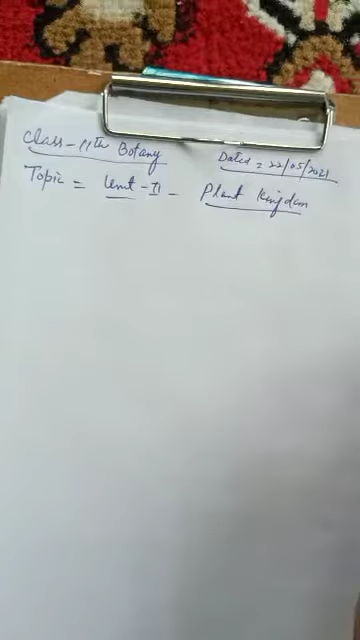 Class - 11th Botany Dated = 22/05/2021
Topic = Unit - II - Plant Kingdom